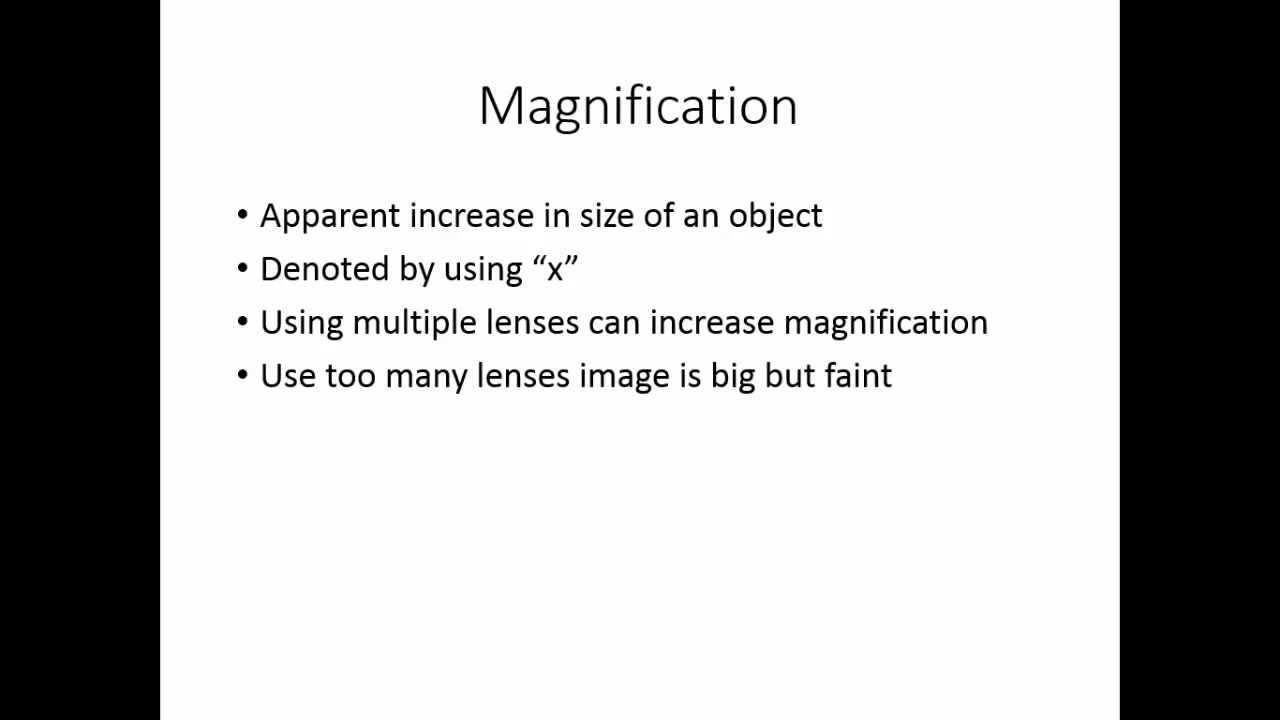 Magnification
• Apparent increase in size of an object
• Denoted by using “x”
• Using multiple lenses can increase magnification
• Use too many lenses image is big but faint